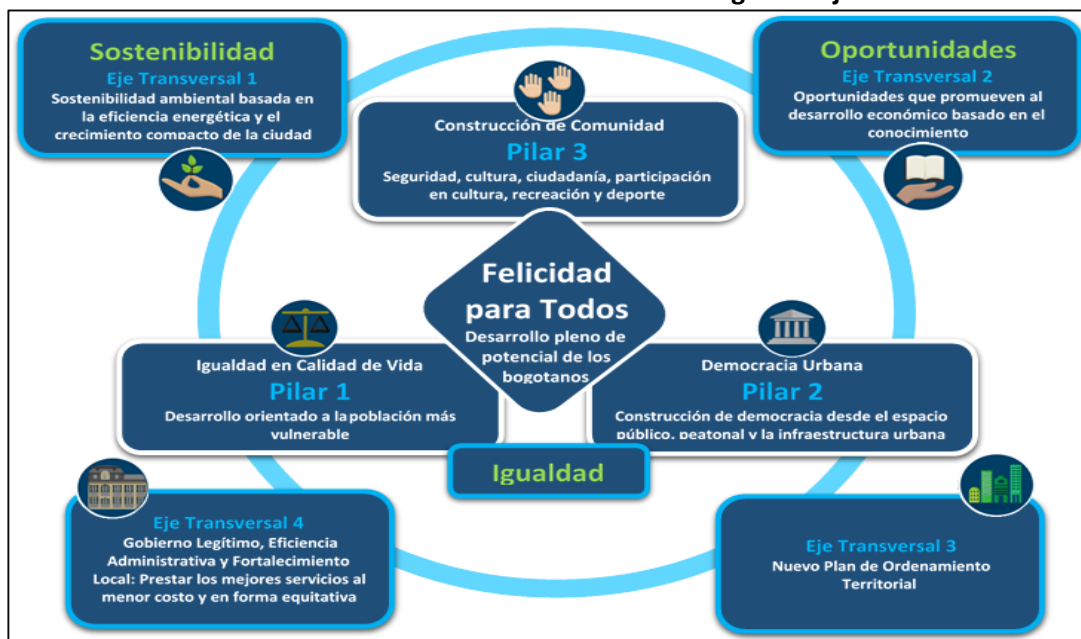 Sostenibilidad
Eje Transversal 1
Sostenibilidad ambiental basada en
la eficiencia energética y el
crecimiento compacto de la ciudad
Oportunidades
Eje Transversal 2
Oportunidades que promueven al
desarrollo económico basado en el
conocimiento
Construcción de Comunidad
Pilar 3
Seguridad, cultura, ciudadanía, participación
en cultura, recreación y deporte
Felicidad
para Todos
Desarrollo pleno de
potencial de los
bogotanos
Igualdad en Calidad de Vida
Pilar 1
Desarrollo orientado a la población más
vulnerable
Democracia Urbana
Pilar 2
Construcción de democracia desde el espacio
público, peatonal y la infraestructura urbana
Igualdad
Eje Transversal 4
Gobierno Legítimo, Eficiencia
Administrativa y Fortalecimiento
Local: Prestar los mejores servicios al
menor costo y en forma equitativa
Eje Transversal 3
Nuevo Plan de Ordenamiento
Territorial